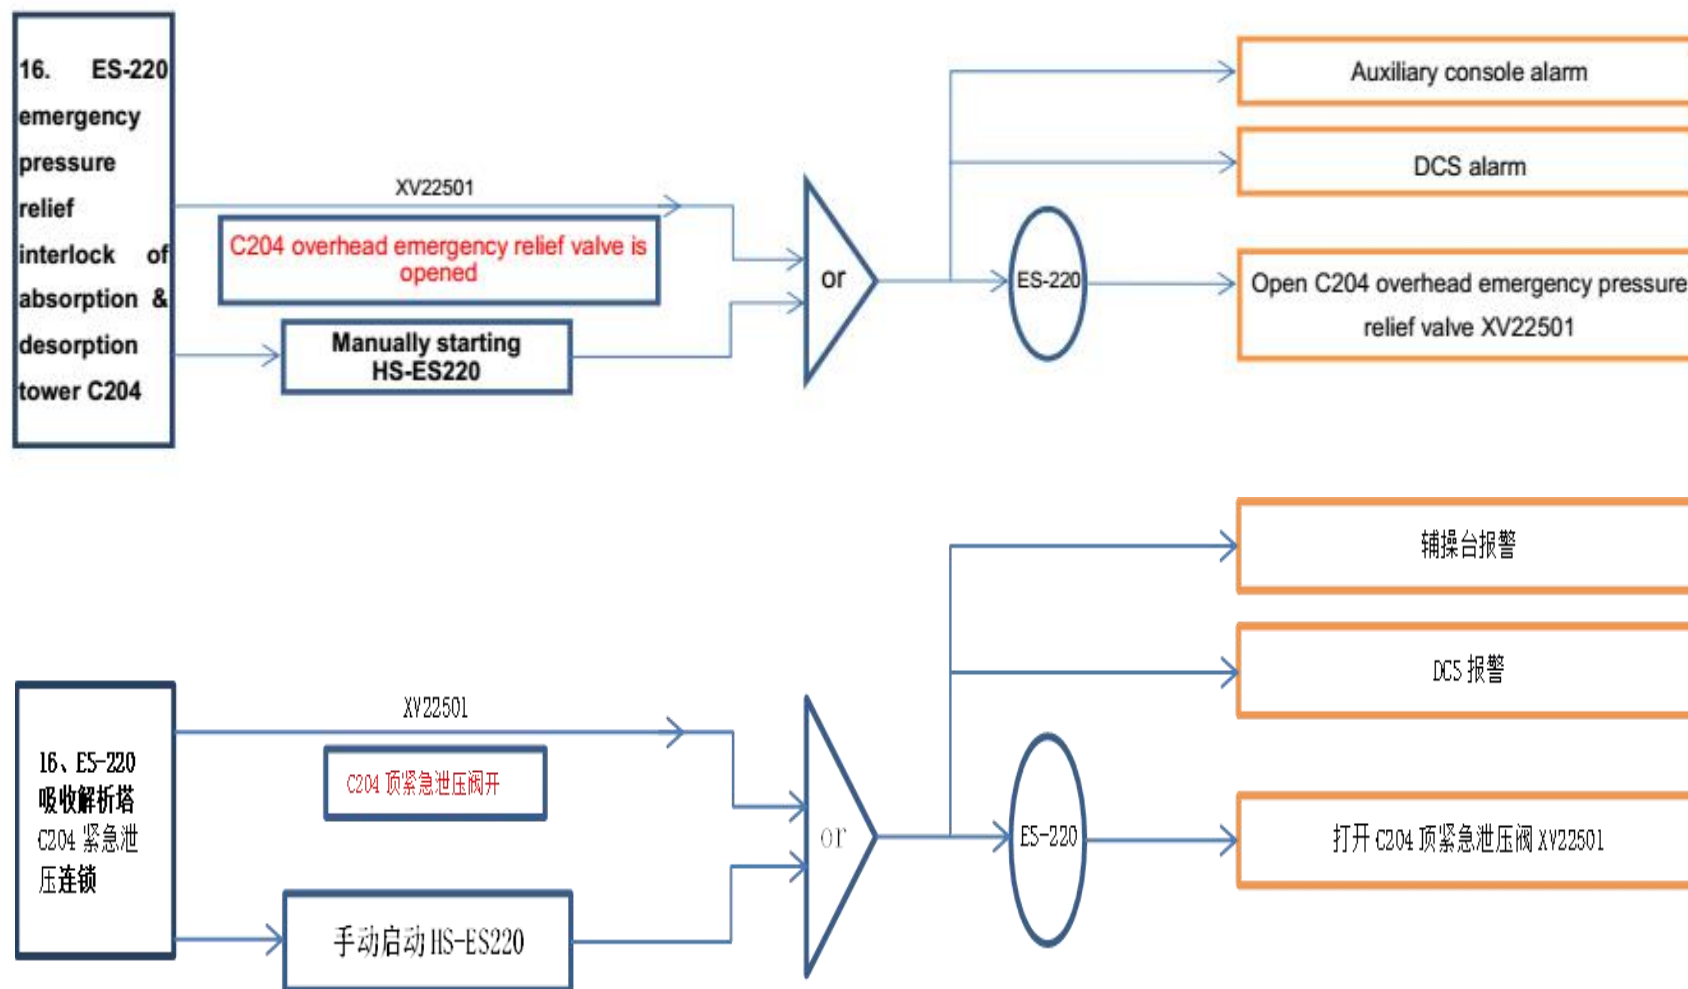 16. ES-220
emergency
pressure
relief
interlock of
absorption &
desorption
tower C204
XV22501
C204 overhead emergency relief valve is
opened
Manually starting
HS-ES220
or
ES-220
Auxiliary console alarm
DCS alarm
Open C204 overhead emergency pressure
relief valve XV22501
16、ES-220
吸收解析塔
C204 紧急泄
压连锁
XV22501
C204 顶紧急泄压阀开
手动启动 HS-ES220
or
ES-220
辅操台报警
DCS 报警
打开 C204 顶紧急泄压阀 XV22501